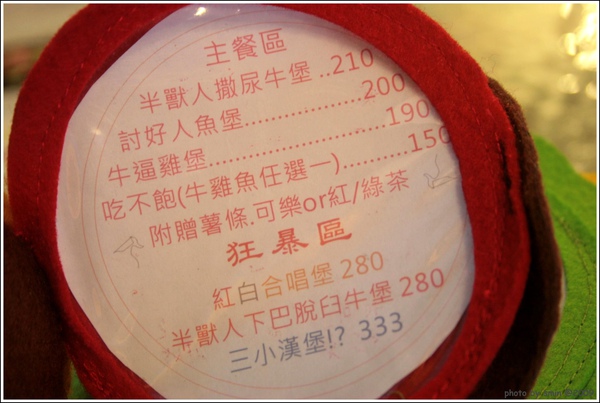 主餐區
半獸人撒尿牛堡..210
討好人魚堡.................200
牛逼雞堡.........................190
吃不飽(牛雞魚任選一).........150
附贈薯條.可樂or紅/綠茶
狂暴區
紅白合唱堡 280
半獸人下巴脫臼牛堡 280
三小漢堡!? 333
photo